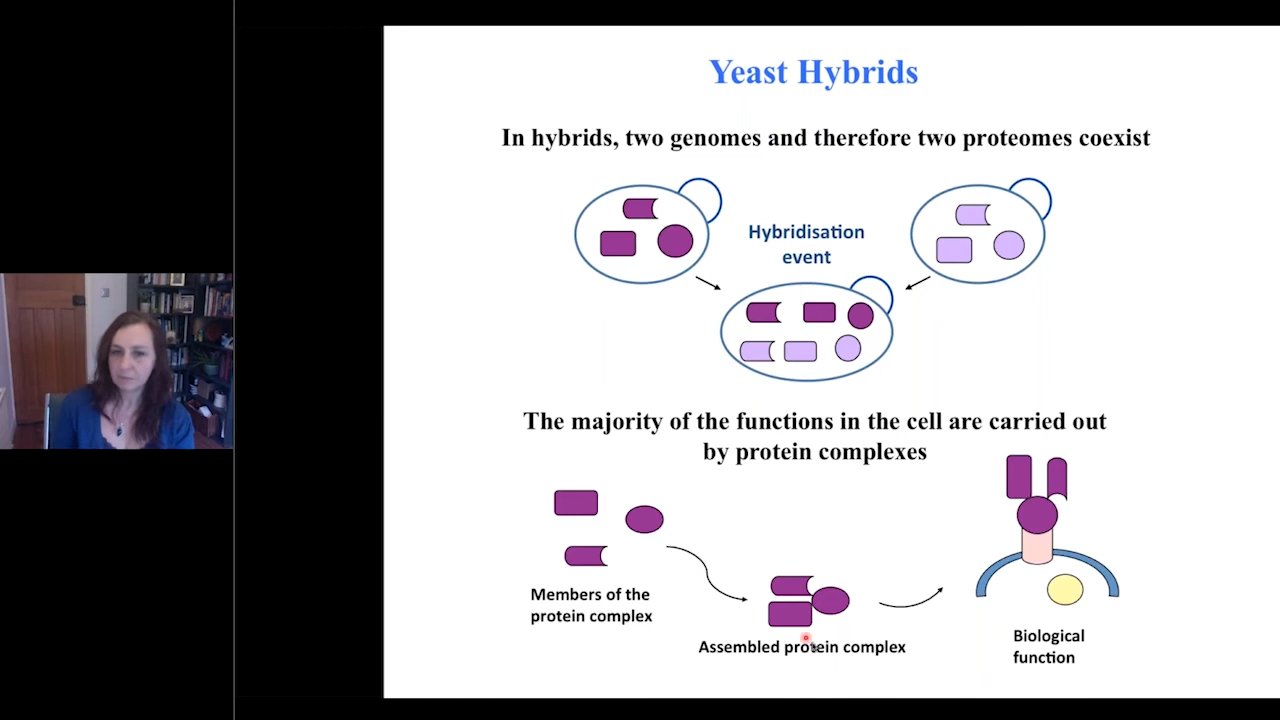 Yeast Hybrids
In hybrids, two genomes and therefore two proteomes coexist
Hybridisation
event
The majority of the functions in the cell are carried out
by protein complexes
Members of the
protein complex
Assembled protein complex
Biological
function